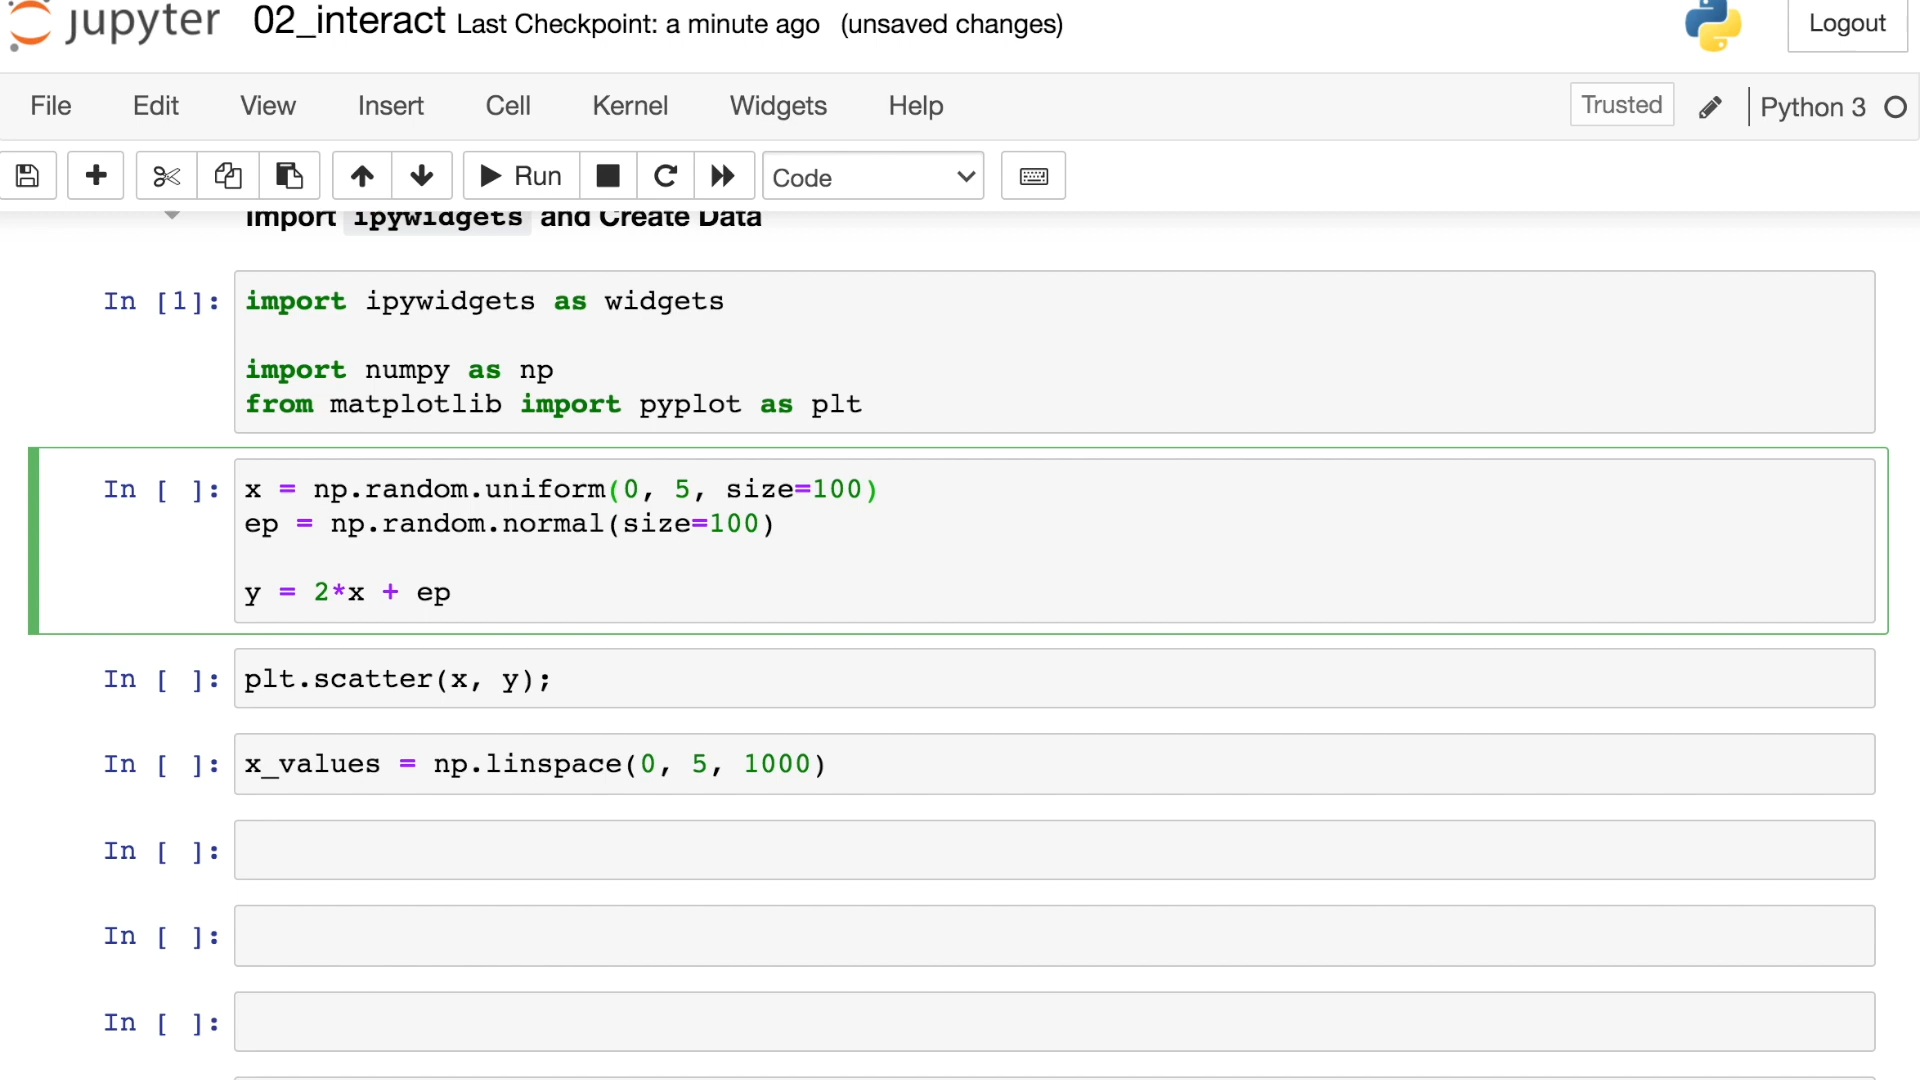 jupyter 02_interact Last Checkpoint: a minute ago (unsaved changes) Logout
File Edit View Insert Cell Kernel Widgets Help Trusted Python 3
Run Code
Import ipywidgets and Create Data
In [1]: import ipywidgets as widgets
import numpy as np
from matplotlib import pyplot as plt
In [ ]: x = np.random.uniform(0, 5, size=100)
ep = np.random.normal(size=100)
y = 2*x + ep
In [ ]: plt.scatter(x, y);
In [ ]: x_values = np.linspace(0, 5, 1000)
In [ ]:
In [ ]:
In [ ]: